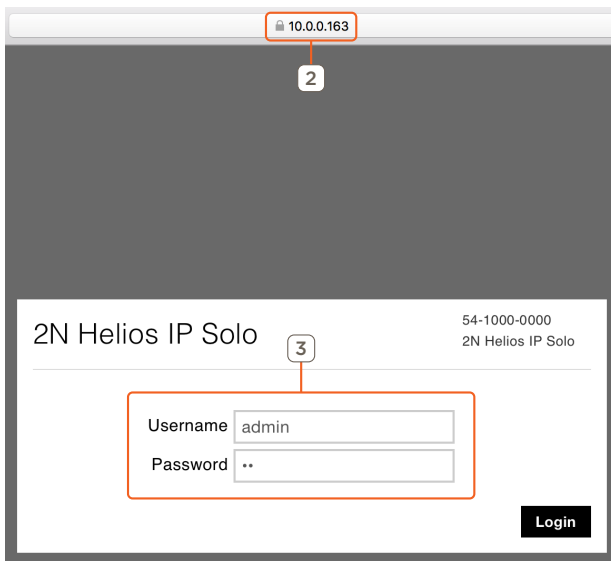 10.0.0.163
2
2N Helios IP Solo
54-1000-0000
2N Helios IP Solo
3
Username admin
Password ••
Login